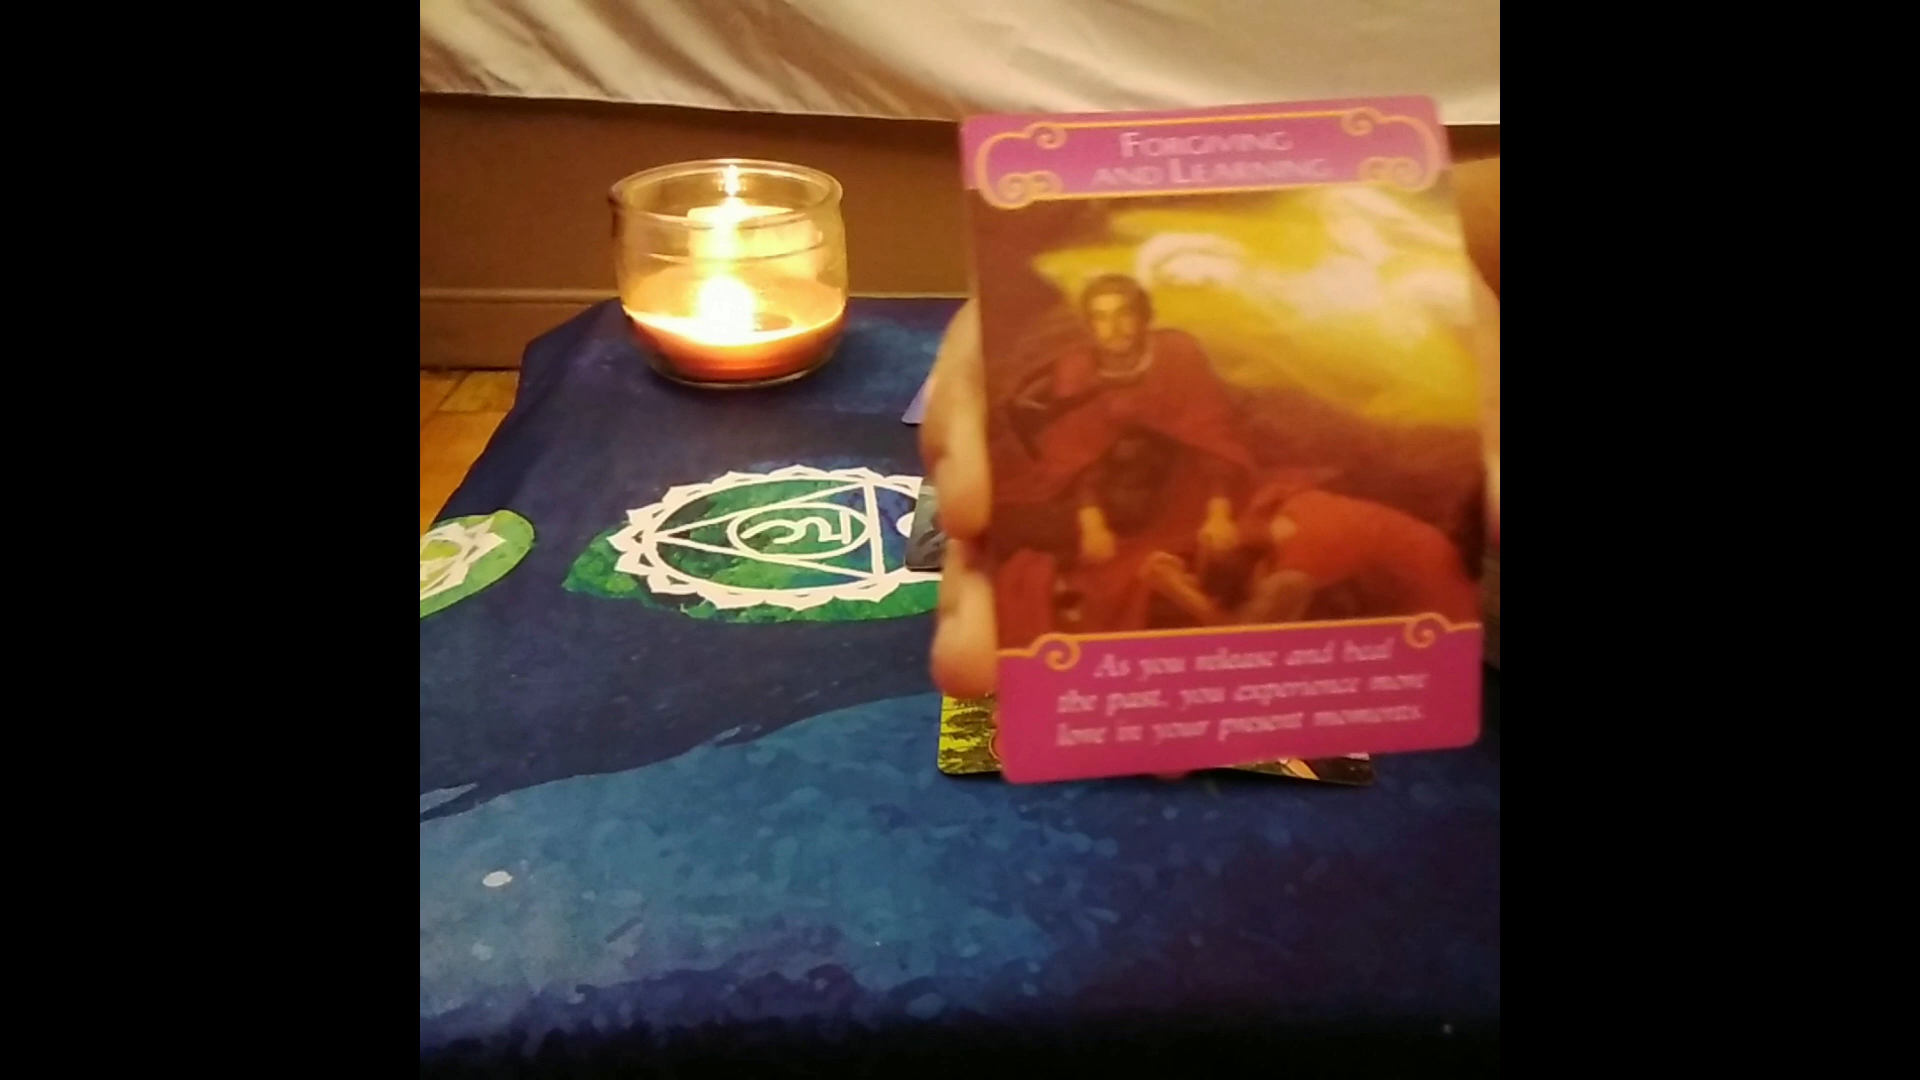 FORGIVING
AND LEARNING
As you release and heal
the past, you experience more
love in your present moments.